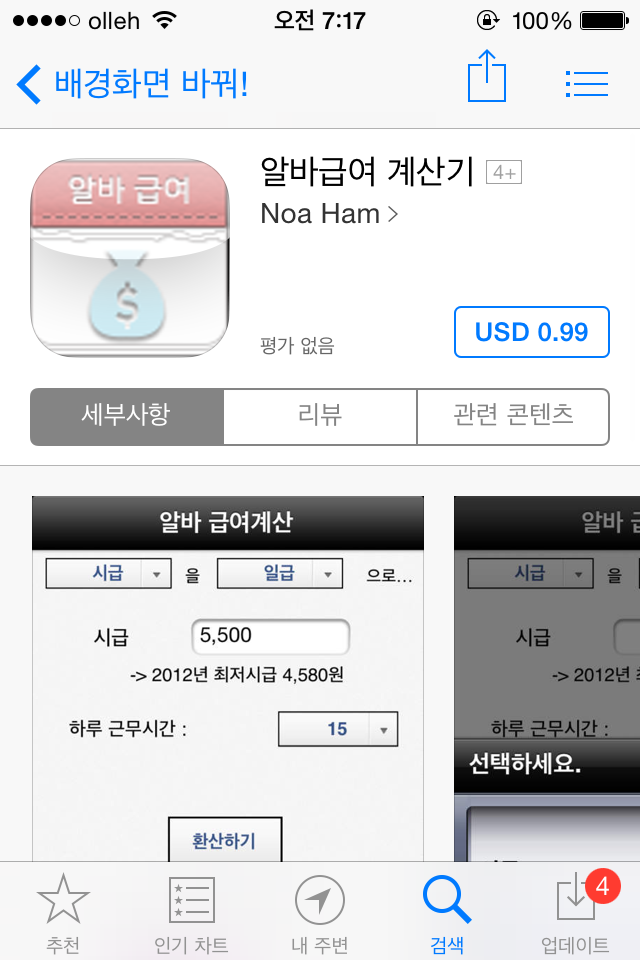 olleh 오전 7:17 100%
배경화면 바꿔!
알바 급여
$
알바급여 계산기 4+
Noa Ham
평가 없음
USD 0.99
세부사항 리뷰 관련 콘텐츠
알바 급여계산
시급 을 일급 으로...
시급 5,500
-> 2012년 최저시급 4,580원
하루 근무시간 : 15
환산하기
알바
시급 을
시급
-> 2012년
하루 근무시간 :
선택하세요.
추천 인기 차트 내 주변 검색 업데이트 4